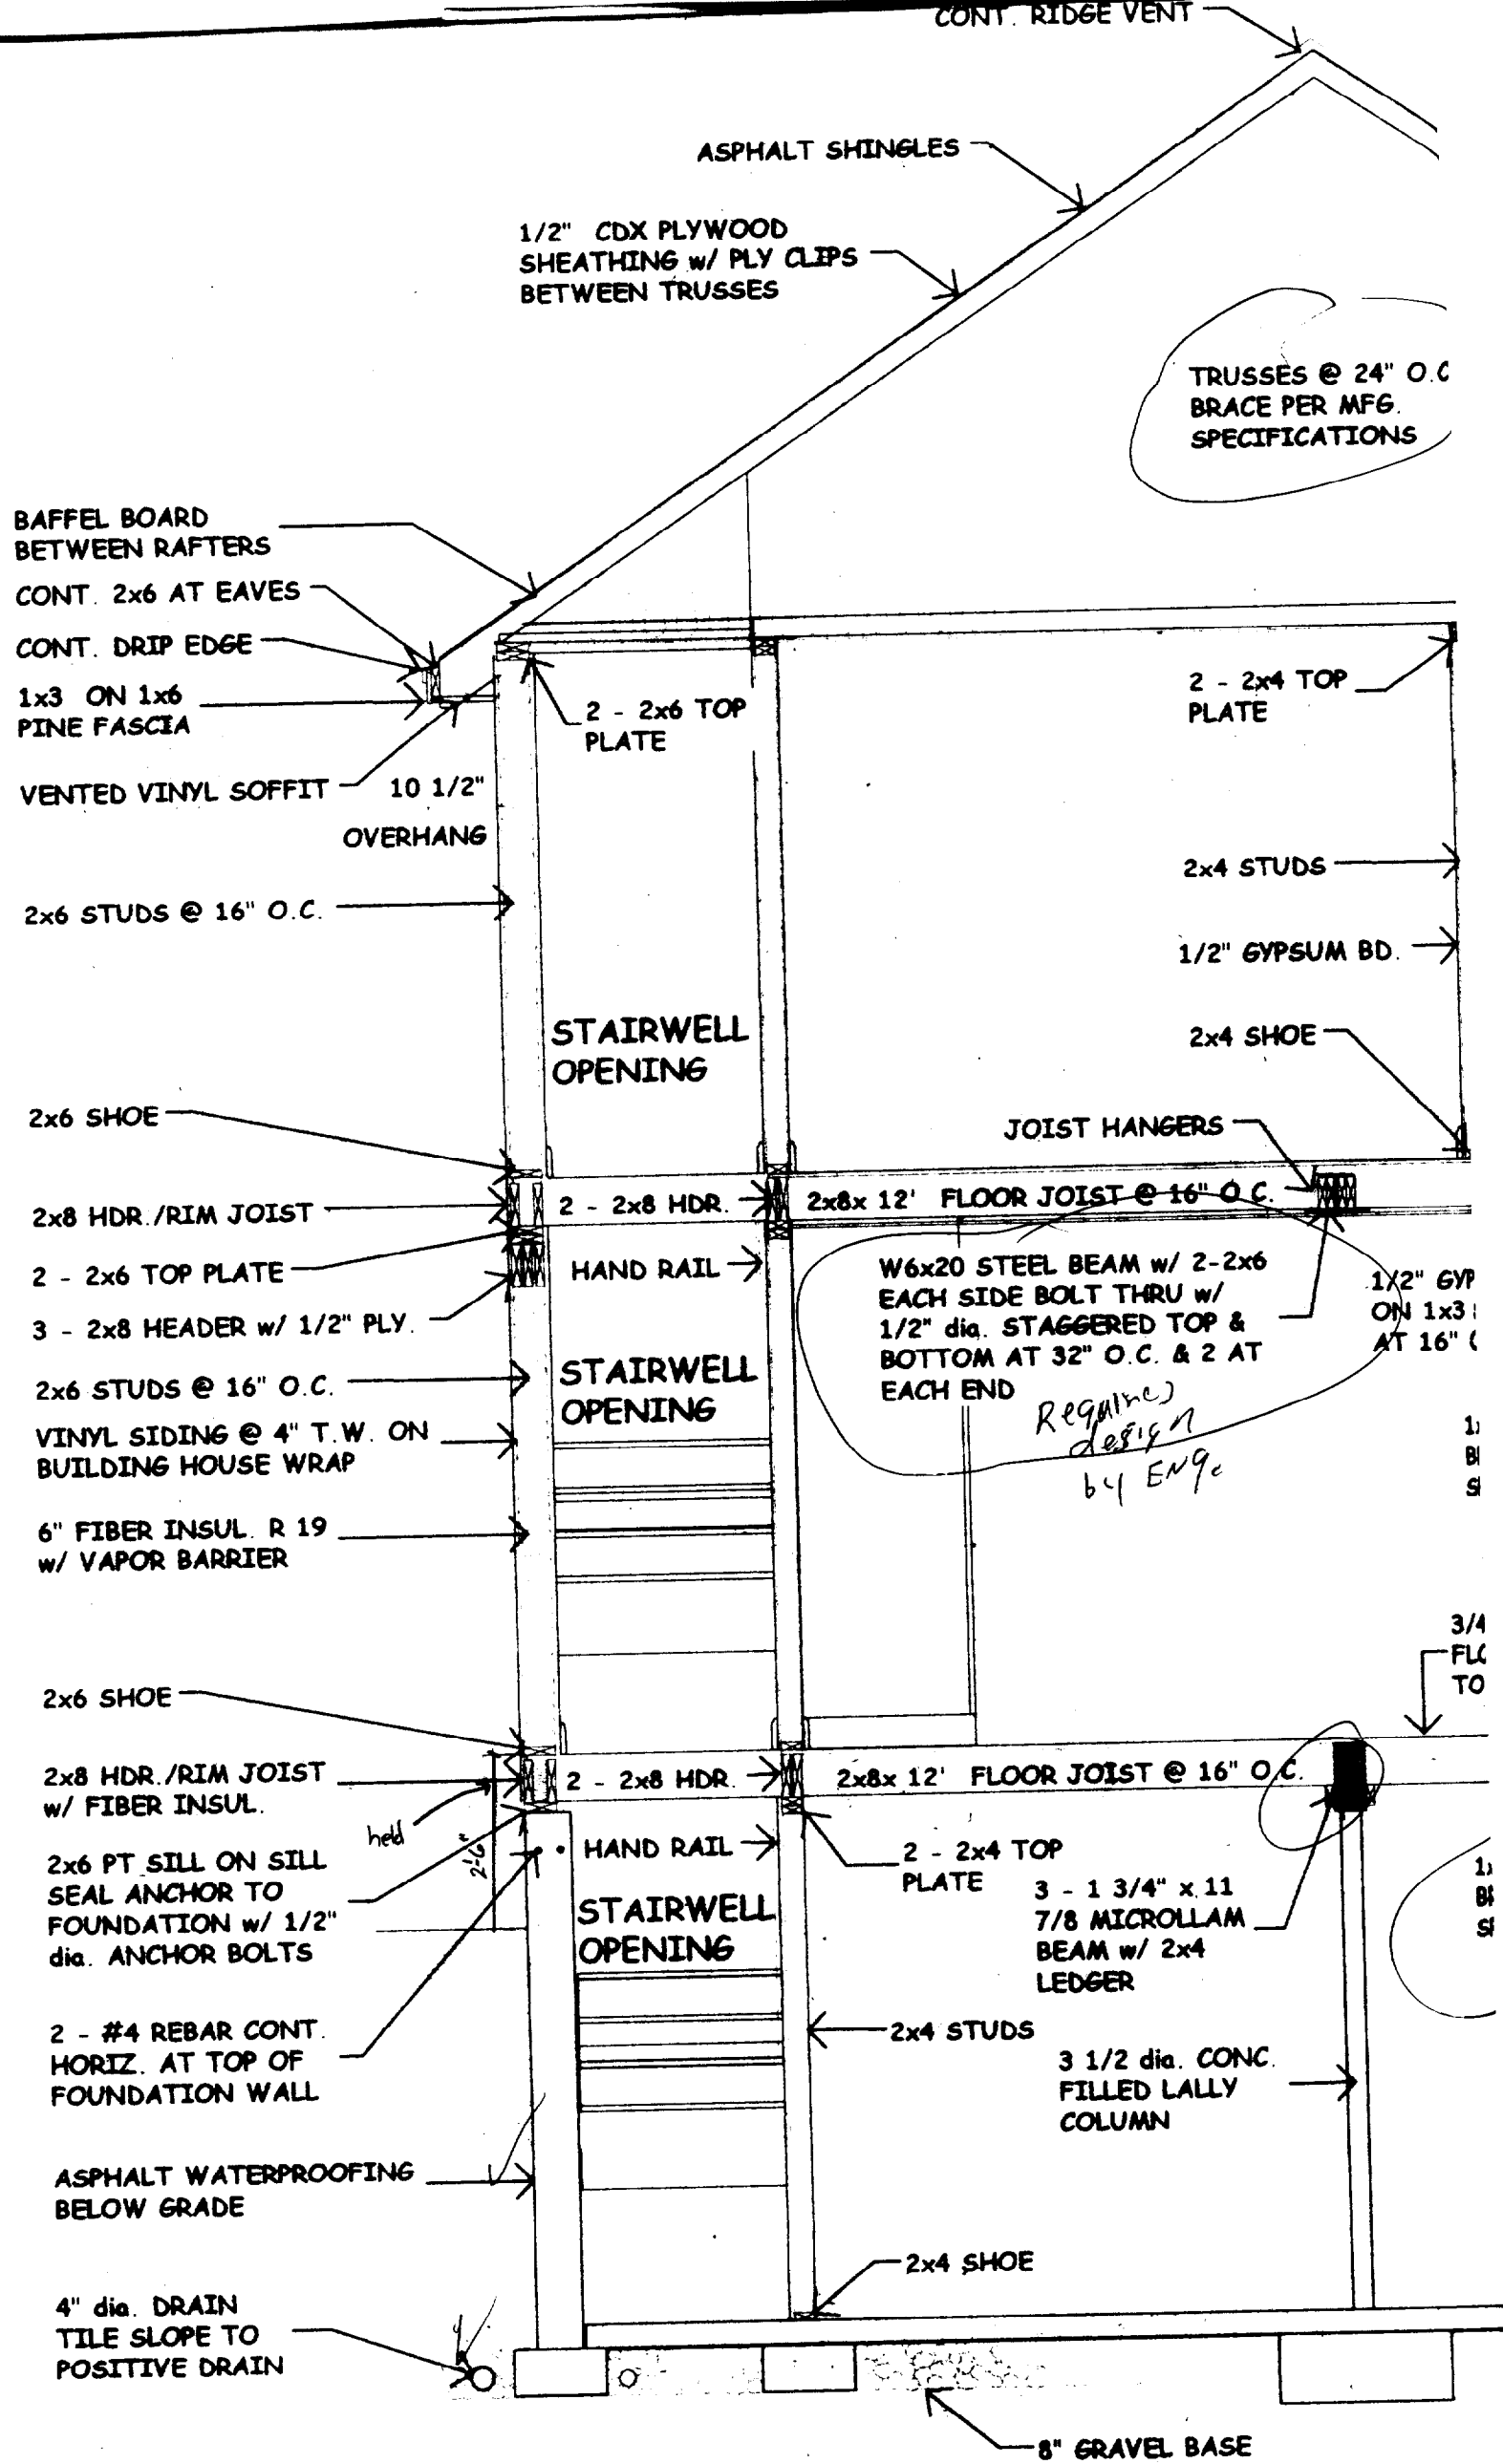 CONT. RIDGE VENT
ASPHALT SHINGLES
1/2" CDX PLYWOOD
SHEATHING w/ PLY CLIPS
BETWEEN TRUSSES
TRUSSES @ 24" O.C
BRACE PER MFG.
SPECIFICATIONS
BAFFEL BOARD
BETWEEN RAFTERS
CONT. 2x6 AT EAVES
CONT. DRIP EDGE
1x3 ON 1x6
PINE FASCIA
2 - 2x6 TOP
PLATE
2 - 2x4 TOP
PLATE
VENTED VINYL SOFFIT
10 1/2"
OVERHANG
2x4 STUDS
2x6 STUDS @ 16" O.C.
1/2" GYPSUM BD.
STAIRWELL
OPENING
2x4 SHOE
2x6 SHOE
JOIST HANGERS
2x8 HDR./RIM JOIST
2 - 2x8 HDR.
2x8x 12' FLOOR JOIST @ 16" O.C.
2 - 2x6 TOP PLATE
HAND RAIL
W6x20 STEEL BEAM w/ 2-2x6
EACH SIDE BOLT THRU w/
1/2" dia. STAGGERED TOP &
BOTTOM AT 32" O.C. & 2 AT
EACH END
1/2" GYP
ON 1x3
AT 16"
3 - 2x8 HEADER w/ 1/2" PLY.
Requires
design
by Eng.
2x6 STUDS @ 16" O.C.
STAIRWELL
OPENING
VINYL SIDING @ 4" T.W. ON
BUILDING HOUSE WRAP
6" FIBER INSUL. R 19
w/ VAPOR BARRIER
3/4
TO
2x6 SHOE
2x8 HDR./RIM JOIST
w/ FIBER INSUL.
2 - 2x8 HDR.
2x8x 12' FLOOR JOIST @ 16" O.C.
held
2'-6"
HAND RAIL
2 - 2x4 TOP
PLATE
2x6 PT SILL ON SILL
SEAL ANCHOR TO
FOUNDATION w/ 1/2"
dia. ANCHOR BOLTS
STAIRWELL
OPENING
3 - 1 3/4" x 11
7/8 MICROLLAM
BEAM w/ 2x4
LEDGER
2 - #4 REBAR CONT.
HORIZ. AT TOP OF
FOUNDATION WALL
2x4 STUDS
3 1/2 dia. CONC.
FILLED LALLY
COLUMN
ASPHALT WATERPROOFING
BELOW GRADE
2x4 SHOE
4" dia. DRAIN
TILE SLOPE TO
POSITIVE DRAIN
8" GRAVEL BASE